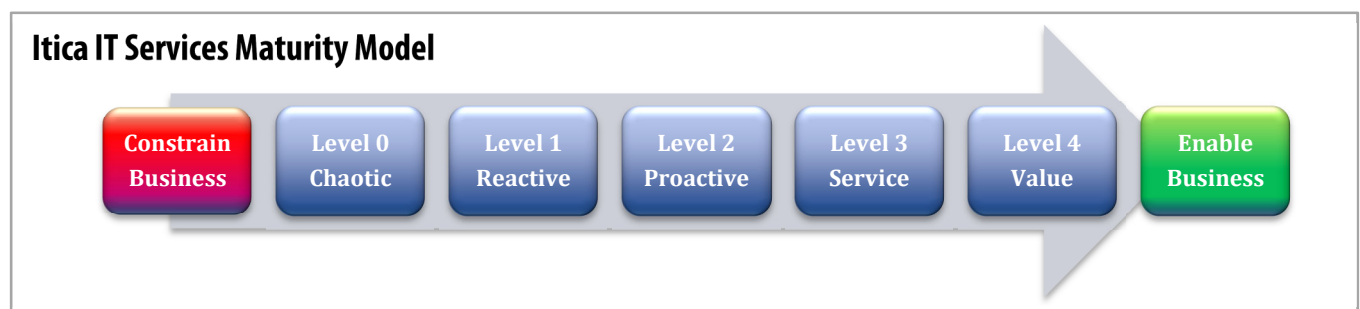 Itica IT Services Maturity Model
Constrain
Business
Level 0
Chaotic
Level 1
Reactive
Level 2
Proactive
Level 3
Service
Level 4
Value
Enable
Business